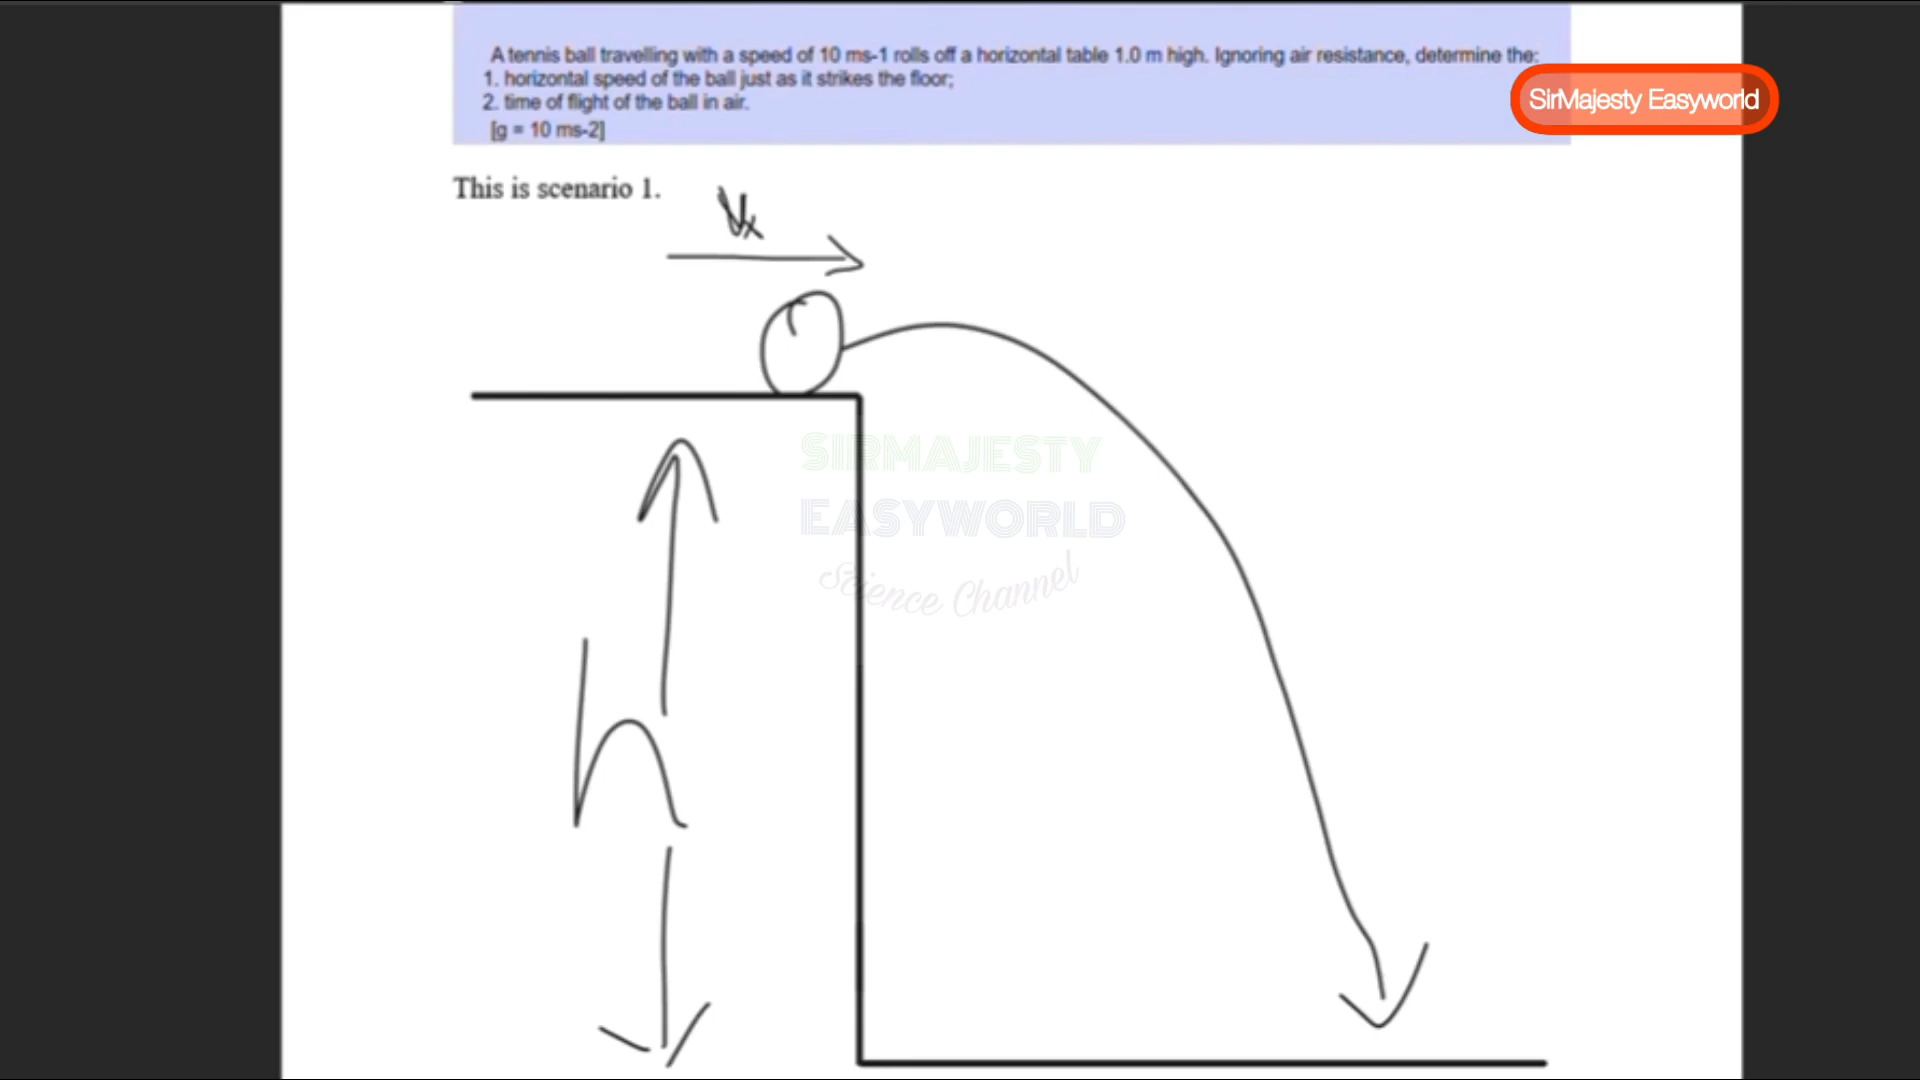 A tennis ball travelling with a speed of 10 ms-1 rolls off a horizontal table 1.0 m high. Ignoring air resistance, determine the:
1. horizontal speed of the ball just as it strikes the floor;
2. time of flight of the ball in air.
[g = 10 ms-2]
SirMajesty Easyworld
This is scenario 1.
Vx
SIRMAJESTY
EASYWORLD
Science Channel
h